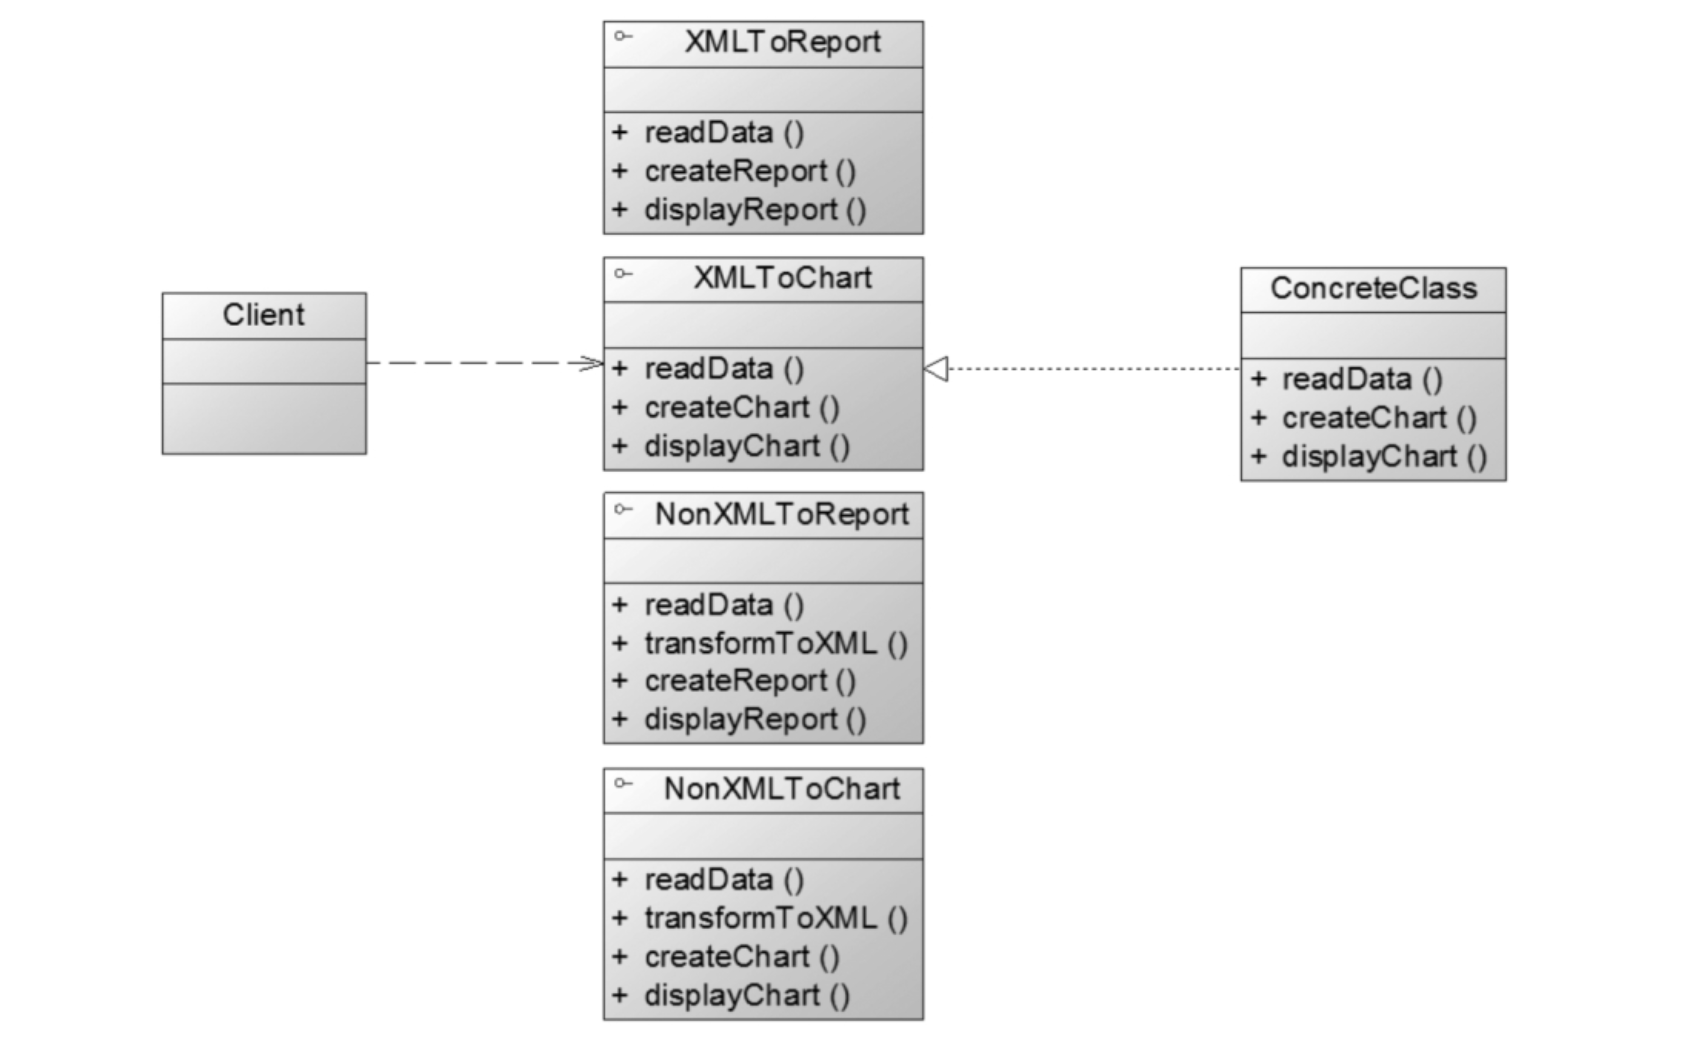 XMLToReport
+ readData ()
+ createReport ()
+ displayReport ()
Client
XMLToChart
+ readData ()
+ createChart ()
+ displayChart ()
ConcreteClass
+ readData ()
+ createChart ()
+ displayChart ()
NonXMLToReport
+ readData ()
+ transformToXML ()
+ createReport ()
+ displayReport ()
NonXMLToChart
+ readData ()
+ transformToXML ()
+ createChart ()
+ displayChart ()